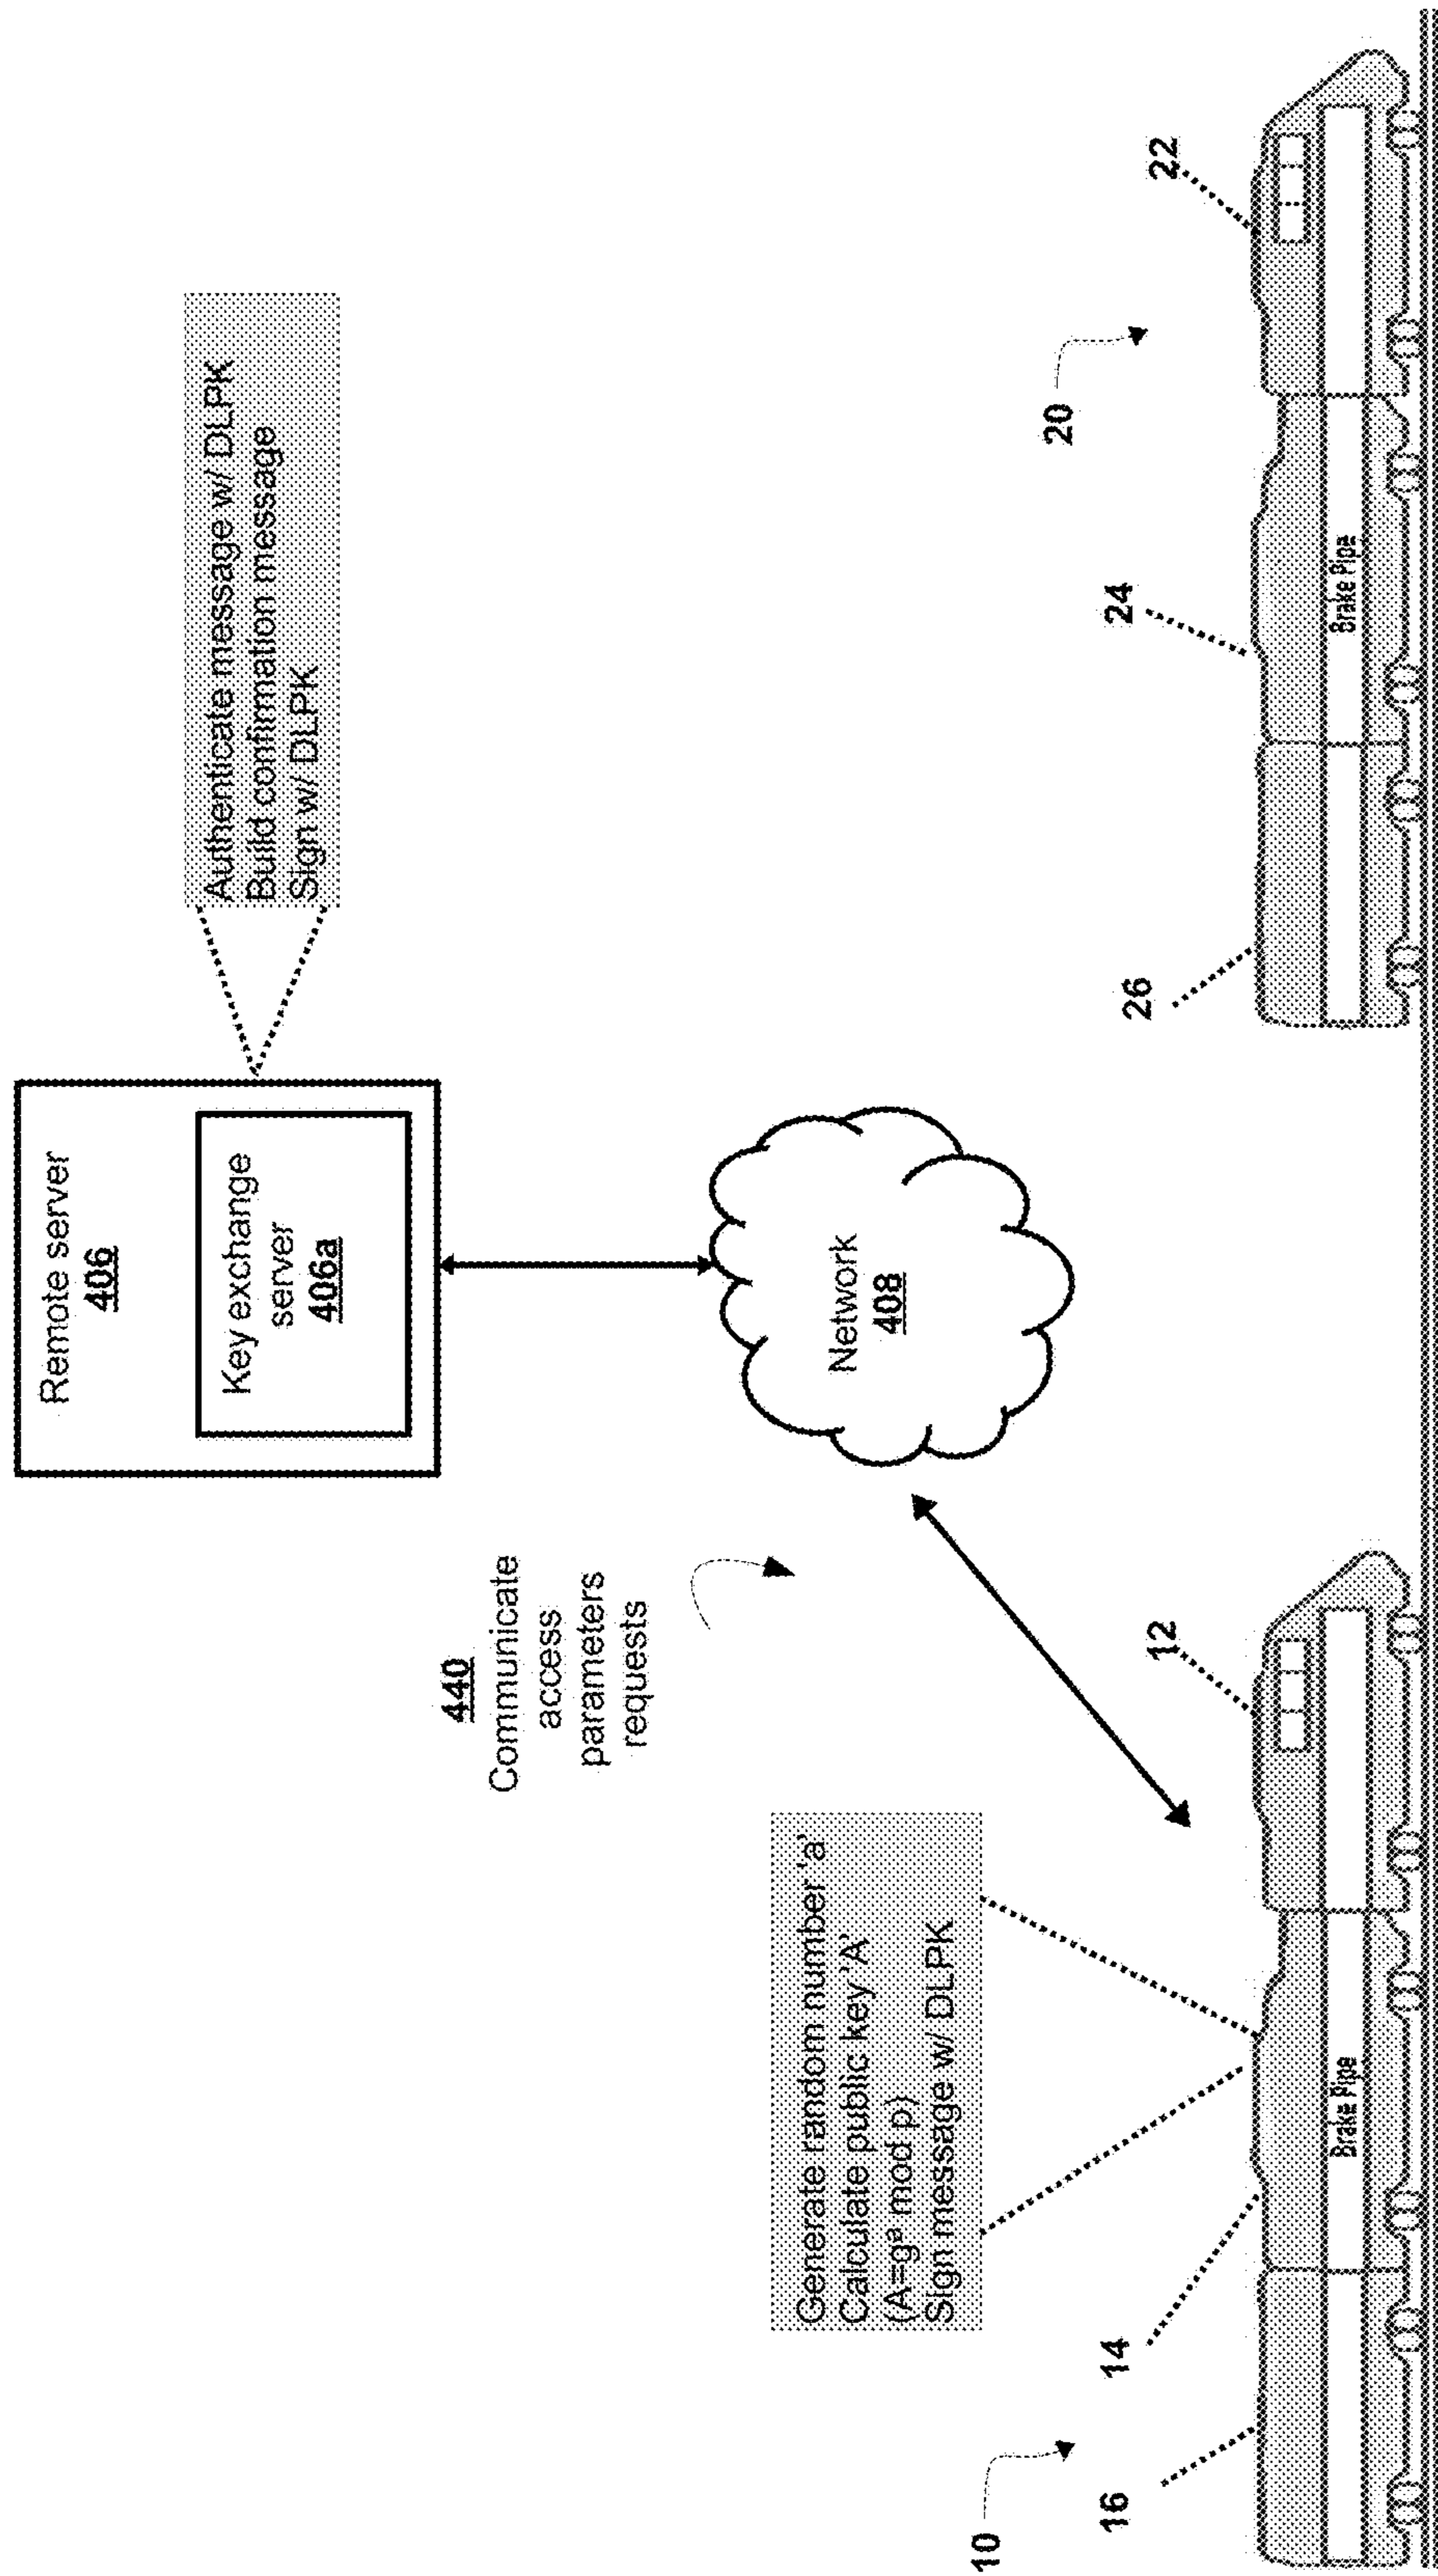 Remote server
406
Key exchange
server
406a
Authenticate message w/ DLPK
Build confirmation message
Sign w/ DLPK
440
Communicate
access
parameters
requests
Network
408
Generate random number 'a'
Calculate public key 'A'
(A=gᵃ mod p)
Sign message w/ DLPK
10
16
14
12
Brake Pipe
20
26
24
22
Brake Pipe